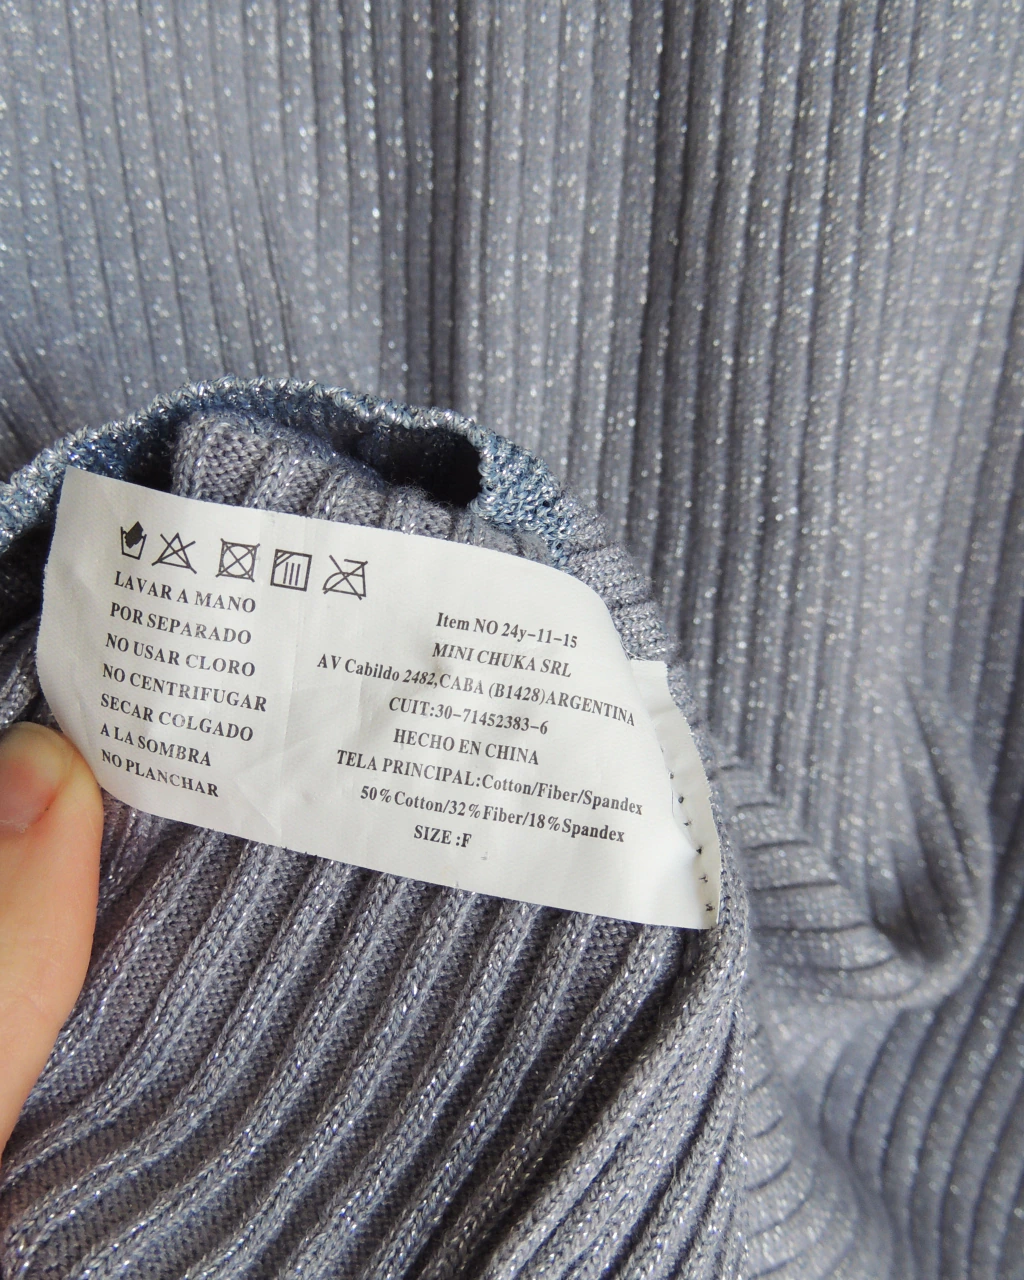 LAVAR A MANO
POR SEPARADO
NO USAR CLORO
NO CENTRIFUGAR
SECAR COLGADO
A LA SOMBRA
NO PLANCHAR
Item NO 24y-11-15
MINI CHUKA SRL
AV Cabildo 2482,CABA (B1428)ARGENTINA
CUIT:30-71452383-6
HECHO EN CHINA
TELA PRINCIPAL:Cotton/Fiber/Spandex
50%Cotton/32%Fiber/18%Spandex
SIZE :F